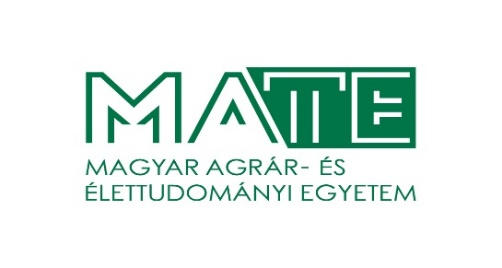 MATE
MAGYAR AGRÁR- ÉS
ÉLETTUDOMÁNYI EGYETEM